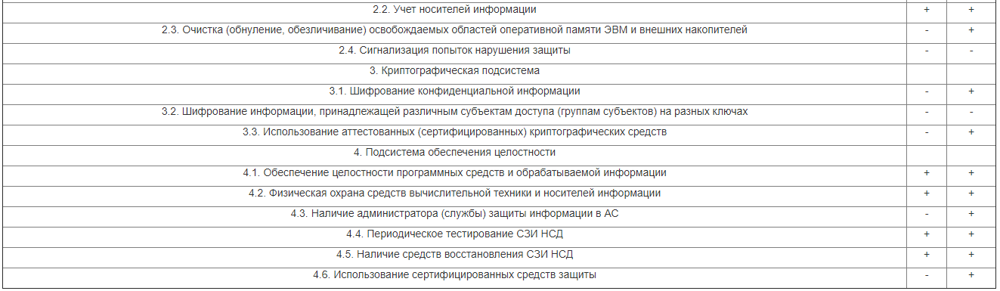 2.2. Учет носителей информации + +
2.3. Очистка (обнуление, обезличивание) освобождаемых областей оперативной памяти ЭВМ и внешних накопителей - +
2.4. Сигнализация попыток нарушения защиты - -
3. Криптографическая подсистема
3.1. Шифрование конфиденциальной информации - +
3.2. Шифрование информации, принадлежащей различным субъектам доступа (группам субъектов) на разных ключах - -
3.3. Использование аттестованных (сертифицированных) криптографических средств - +
4. Подсистема обеспечения целостности
4.1. Обеспечение целостности программных средств и обрабатываемой информации + +
4.2. Физическая охрана средств вычислительной техники и носителей информации + +
4.3. Наличие администратора (службы) защиты информации в АС - +
4.4. Периодическое тестирование СЗИ НСД + +
4.5. Наличие средств восстановления СЗИ НСД + +
4.6. Использование сертифицированных средств защиты - +